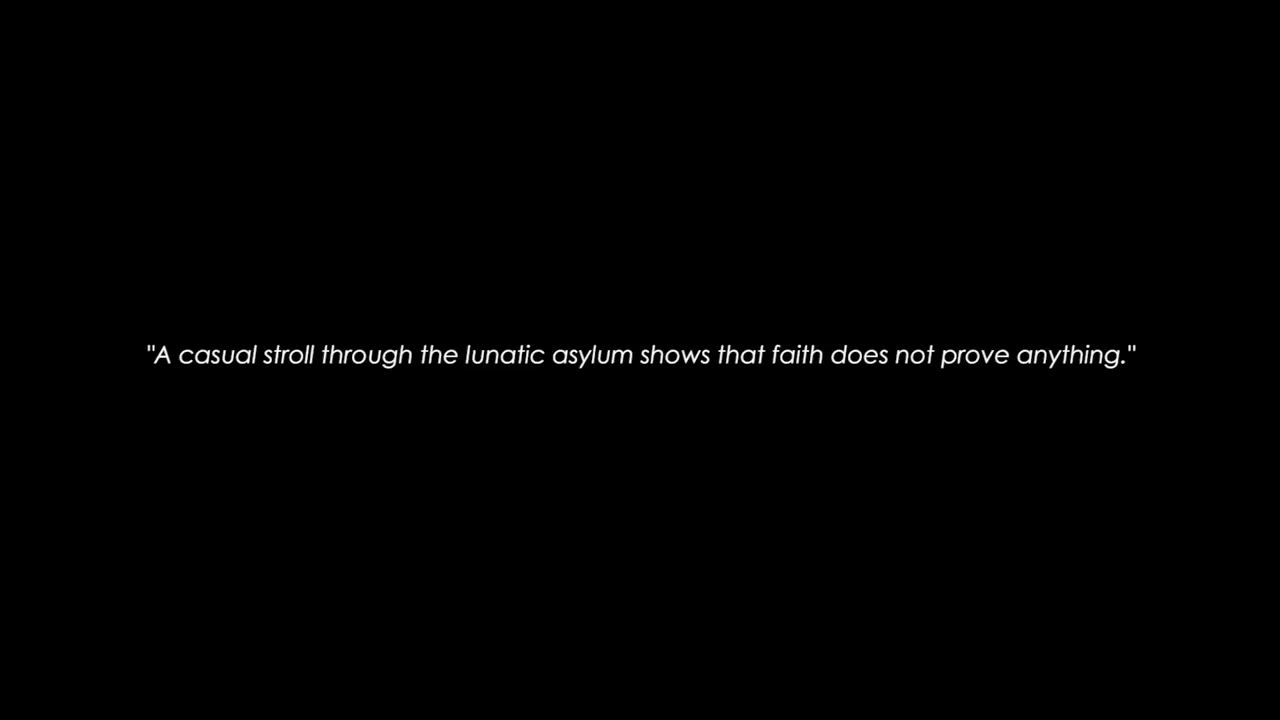 "A casual stroll through the lunatic asylum shows that faith does not prove anything."